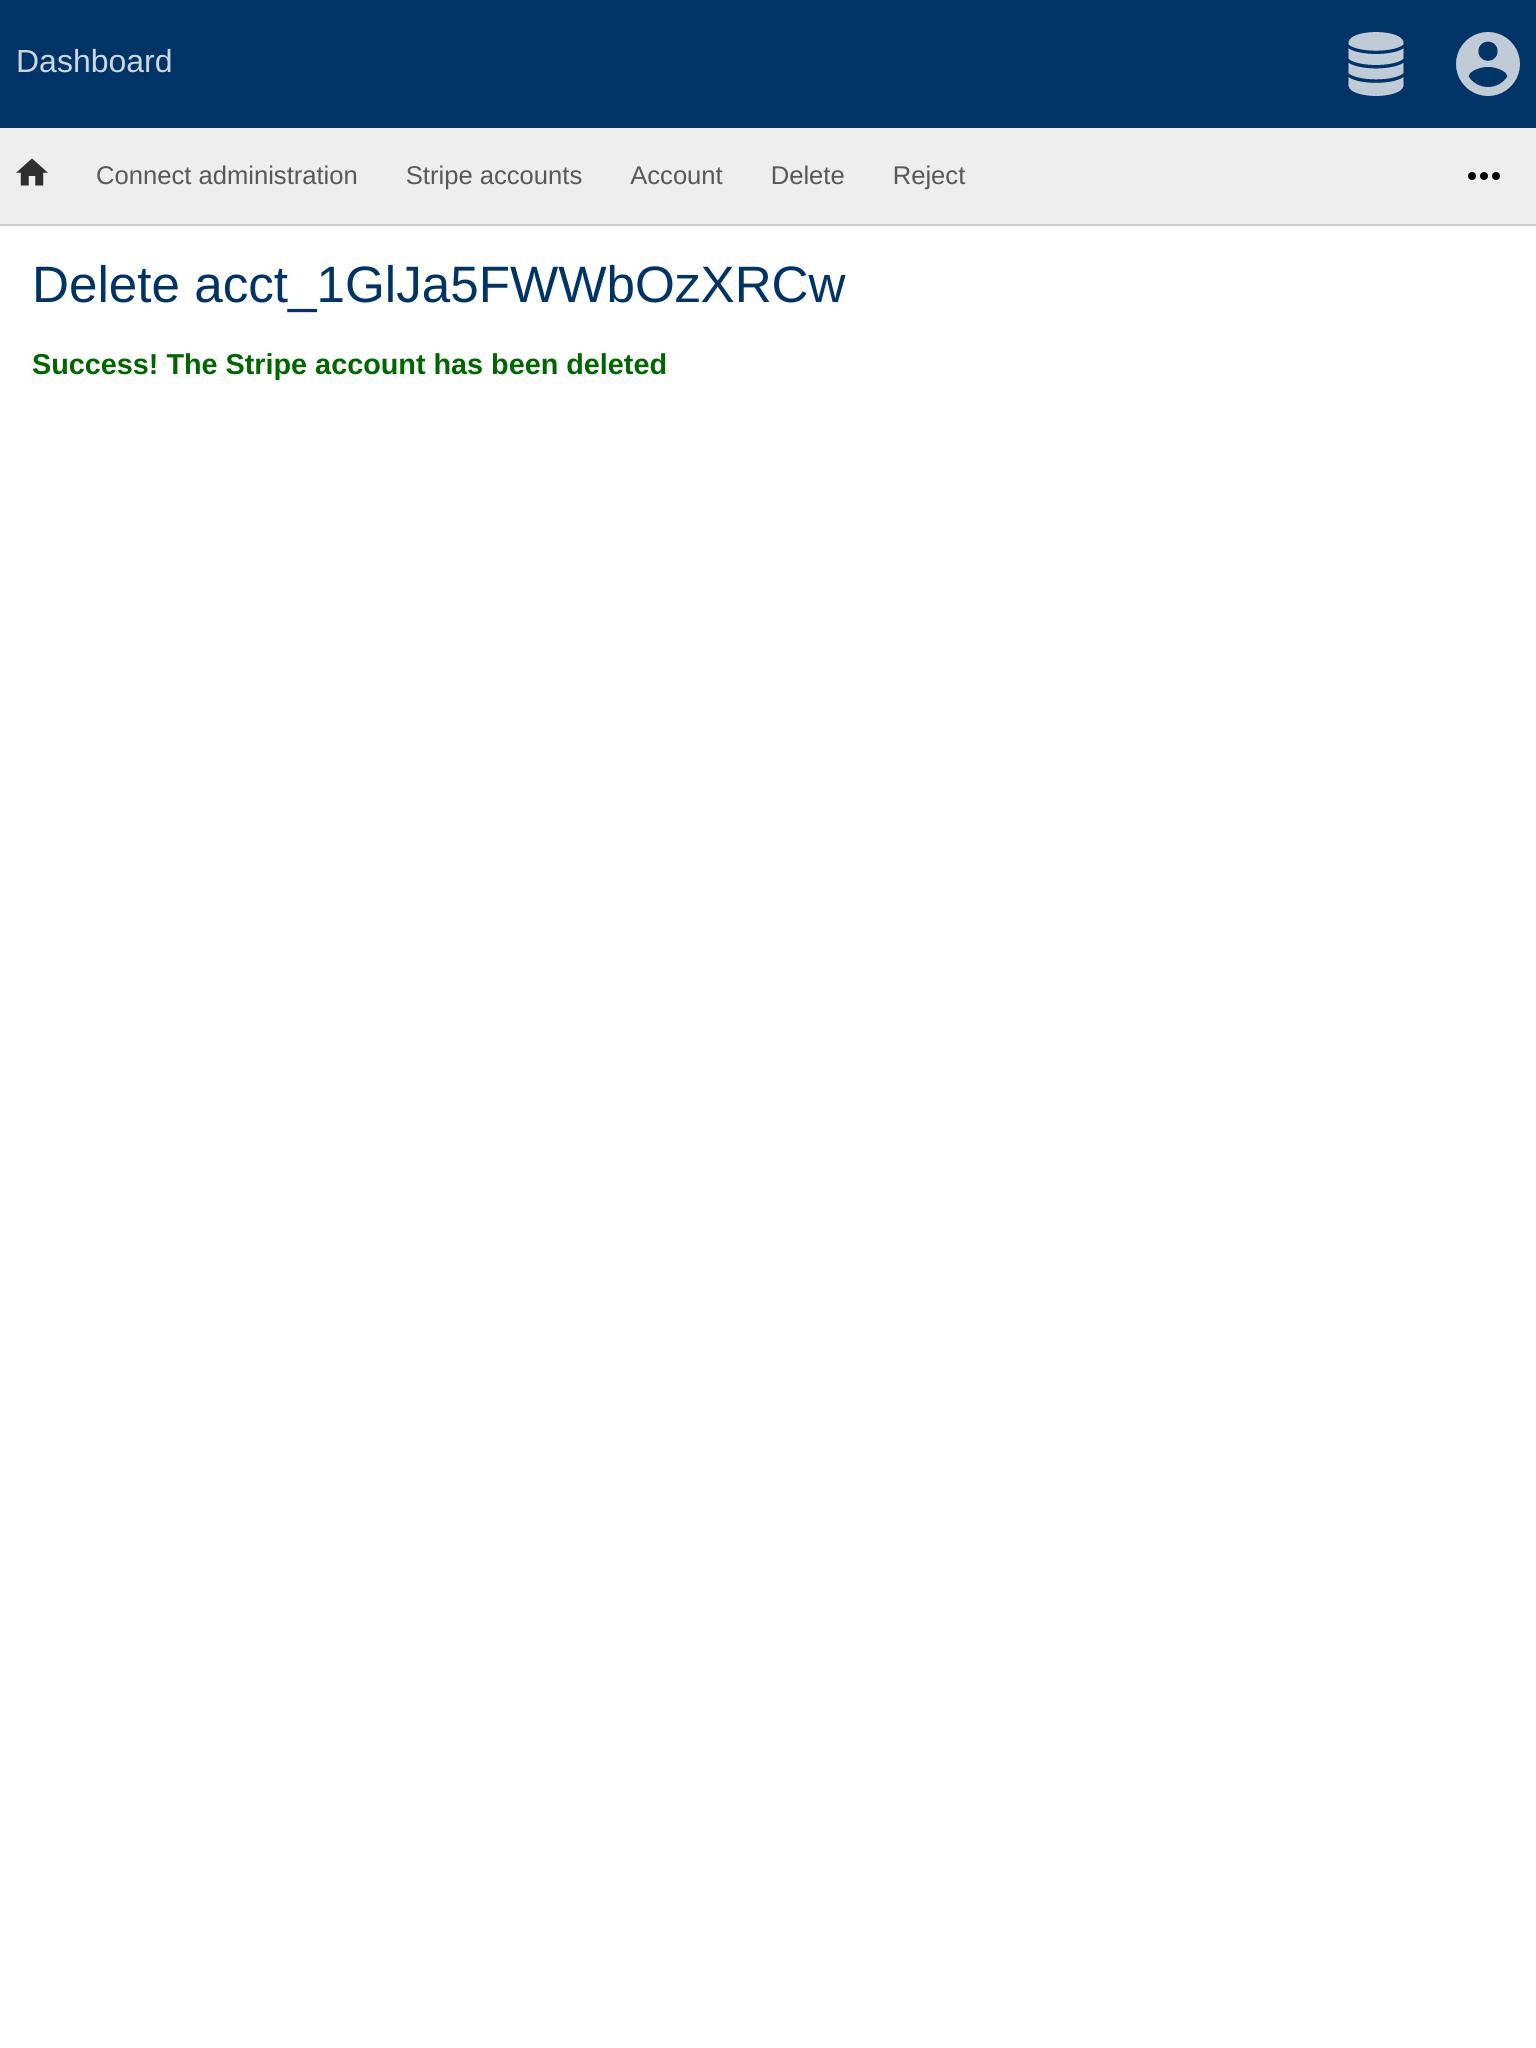 Dashboard
Connect administration Stripe accounts Account Delete Reject
Delete acct_1GlJa5FWWbOzXRCw
Success! The Stripe account has been deleted